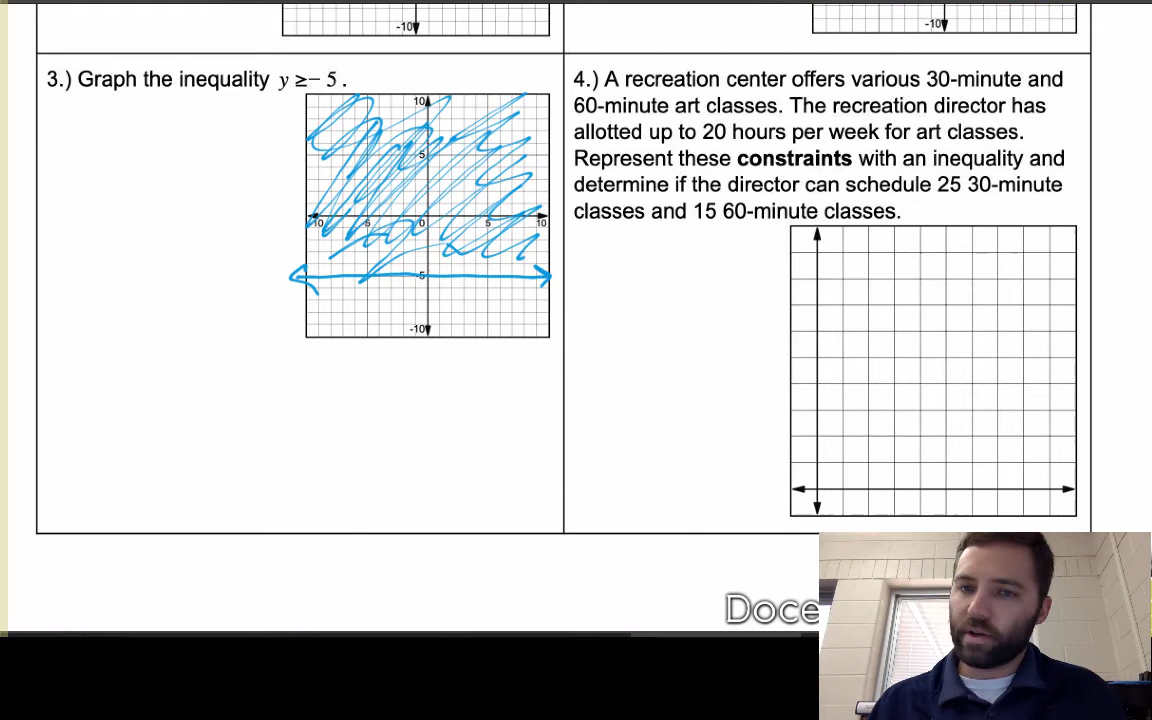 -10
-10
3.) Graph the inequality y ≥− 5 .
10
5
-10
-5
0
5
10
-5
-10
4.) A recreation center offers various 30-minute and
60-minute art classes. The recreation director has
allotted up to 20 hours per week for art classes.
Represent these constraints with an inequality and
determine if the director can schedule 25 30-minute
classes and 15 60-minute classes.
Doce